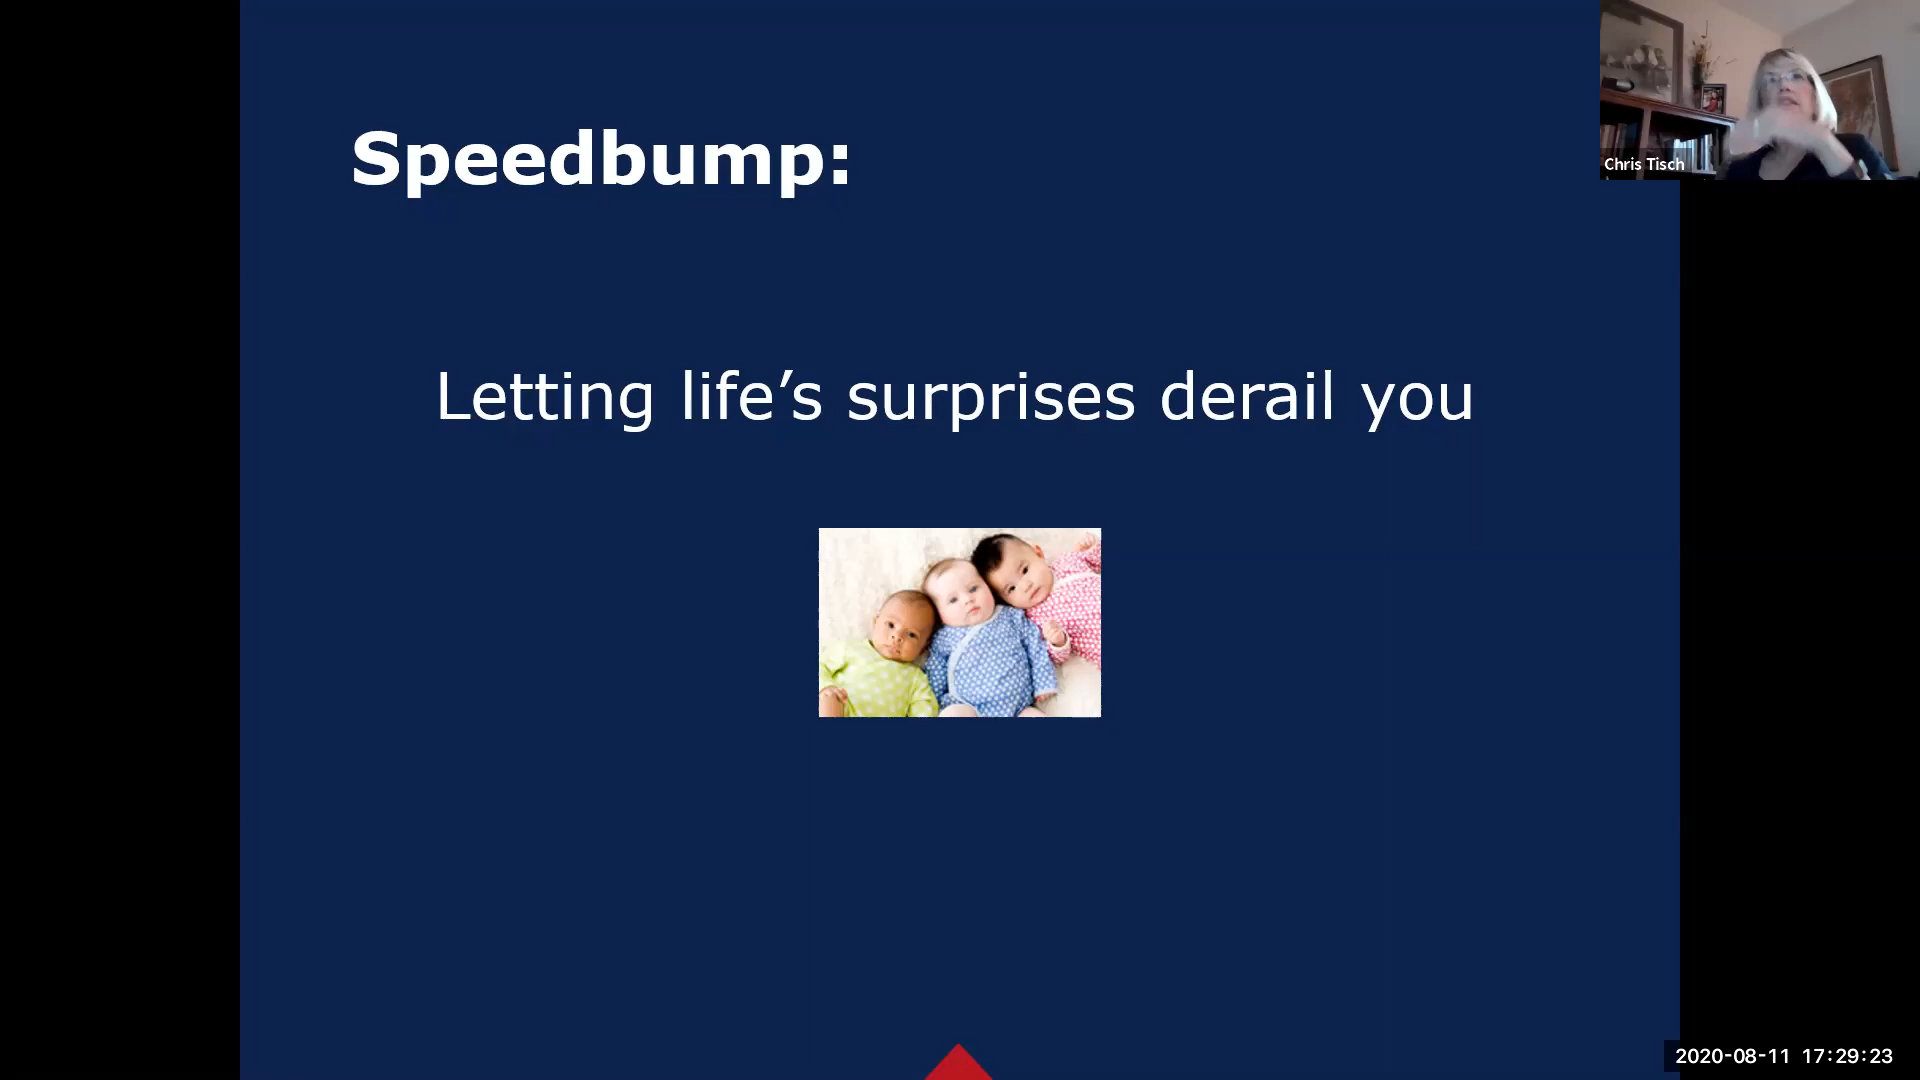 Speedbump:
Letting life’s surprises derail you
Chris Tisch
2020-08-11 17:29:23